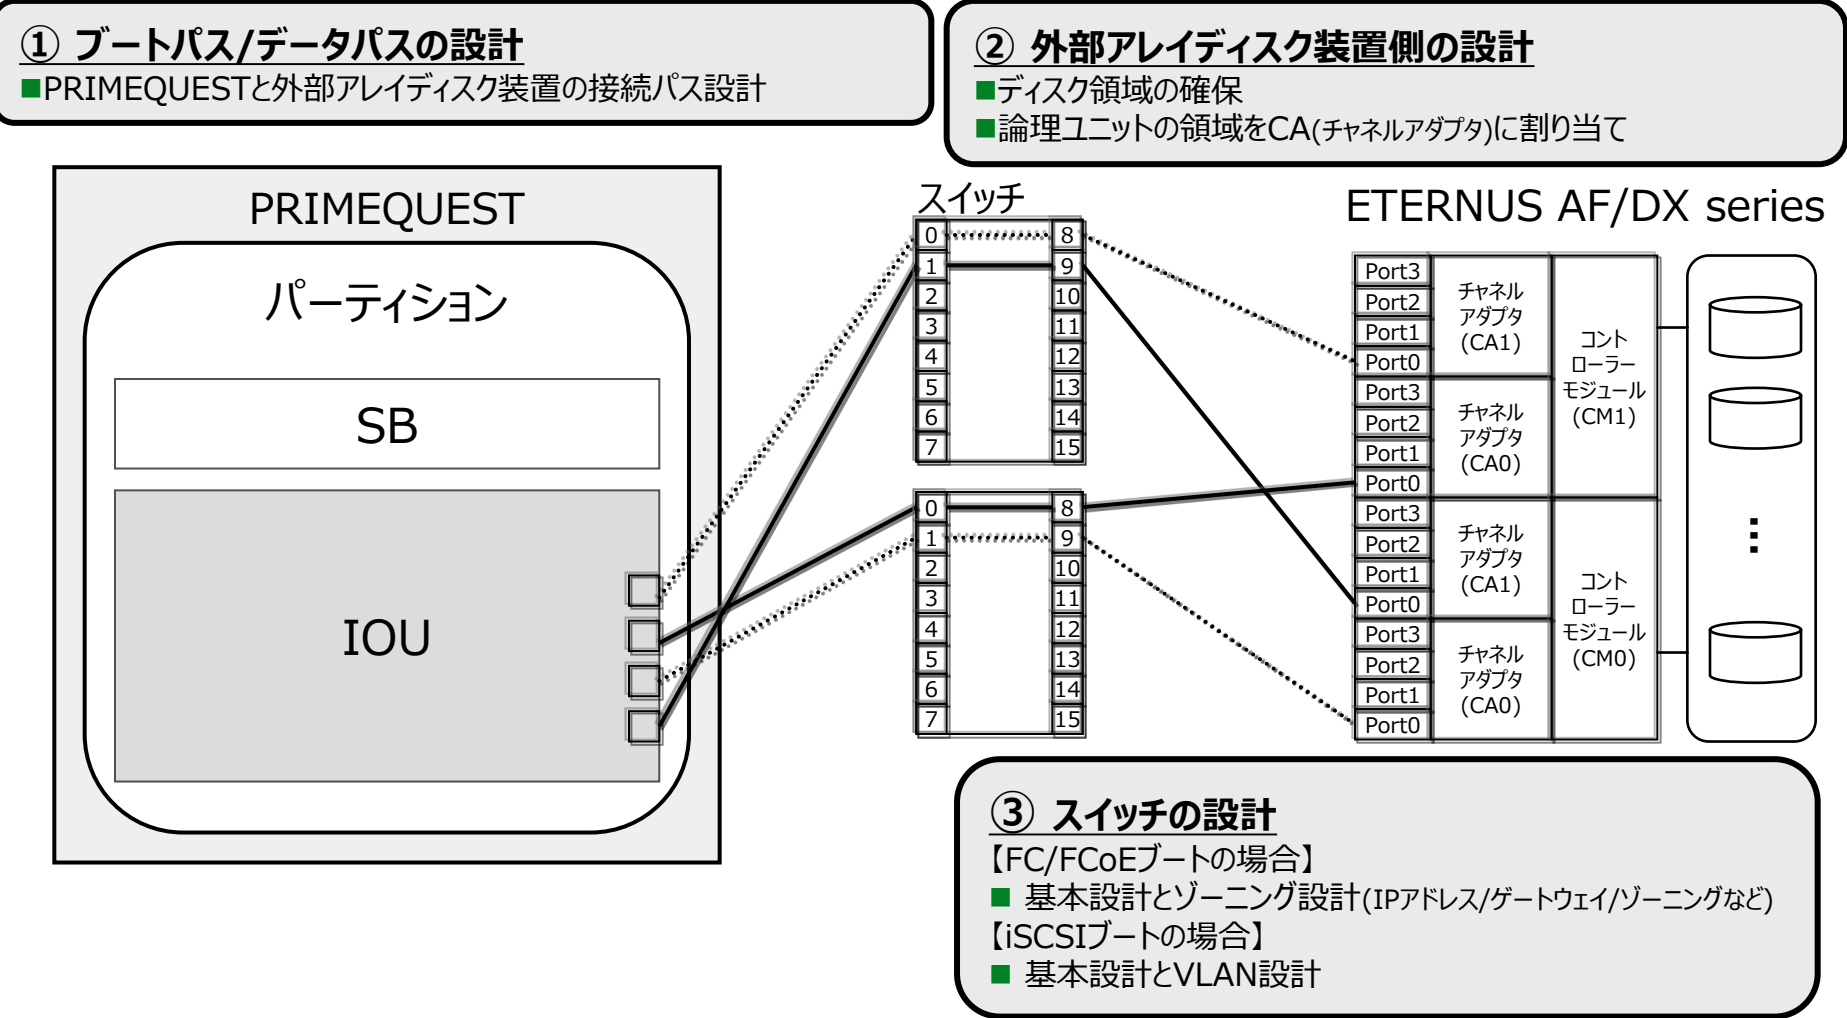 ① ブートパス/データパスの設計
■PRIMEQUESTと外部アレイディスク装置の接続パス設計
② 外部アレイディスク装置側の設計
■ディスク領域の確保
■論理ユニットの領域をCA(チャネルアダプタ)に割り当て
PRIMEQUEST
パーティション
SB
IOU
スイッチ
0 8
1 9
2 10
3 11
4 12
5 13
6 14
7 15
0 8
1 9
2 10
3 11
4 12
5 13
6 14
7 15
ETERNUS AF/DX series
Port3
Port2
Port1
Port0
チャネル
アダプタ
(CA1)
Port3
Port2
Port1
Port0
チャネル
アダプタ
(CA0)
コント
ローラー
モジュール
(CM1)
Port3
Port2
Port1
Port0
チャネル
アダプタ
(CA1)
Port3
Port2
Port1
Port0
チャネル
アダプタ
(CA0)
コント
ローラー
モジュール
(CM0)
③ スイッチの設計
【FC/FCoEブートの場合】
■ 基本設計とゾーニング設計(IPアドレス/ゲートウェイ/ゾーニングなど)
【iSCSIブートの場合】
■ 基本設計とVLAN設計